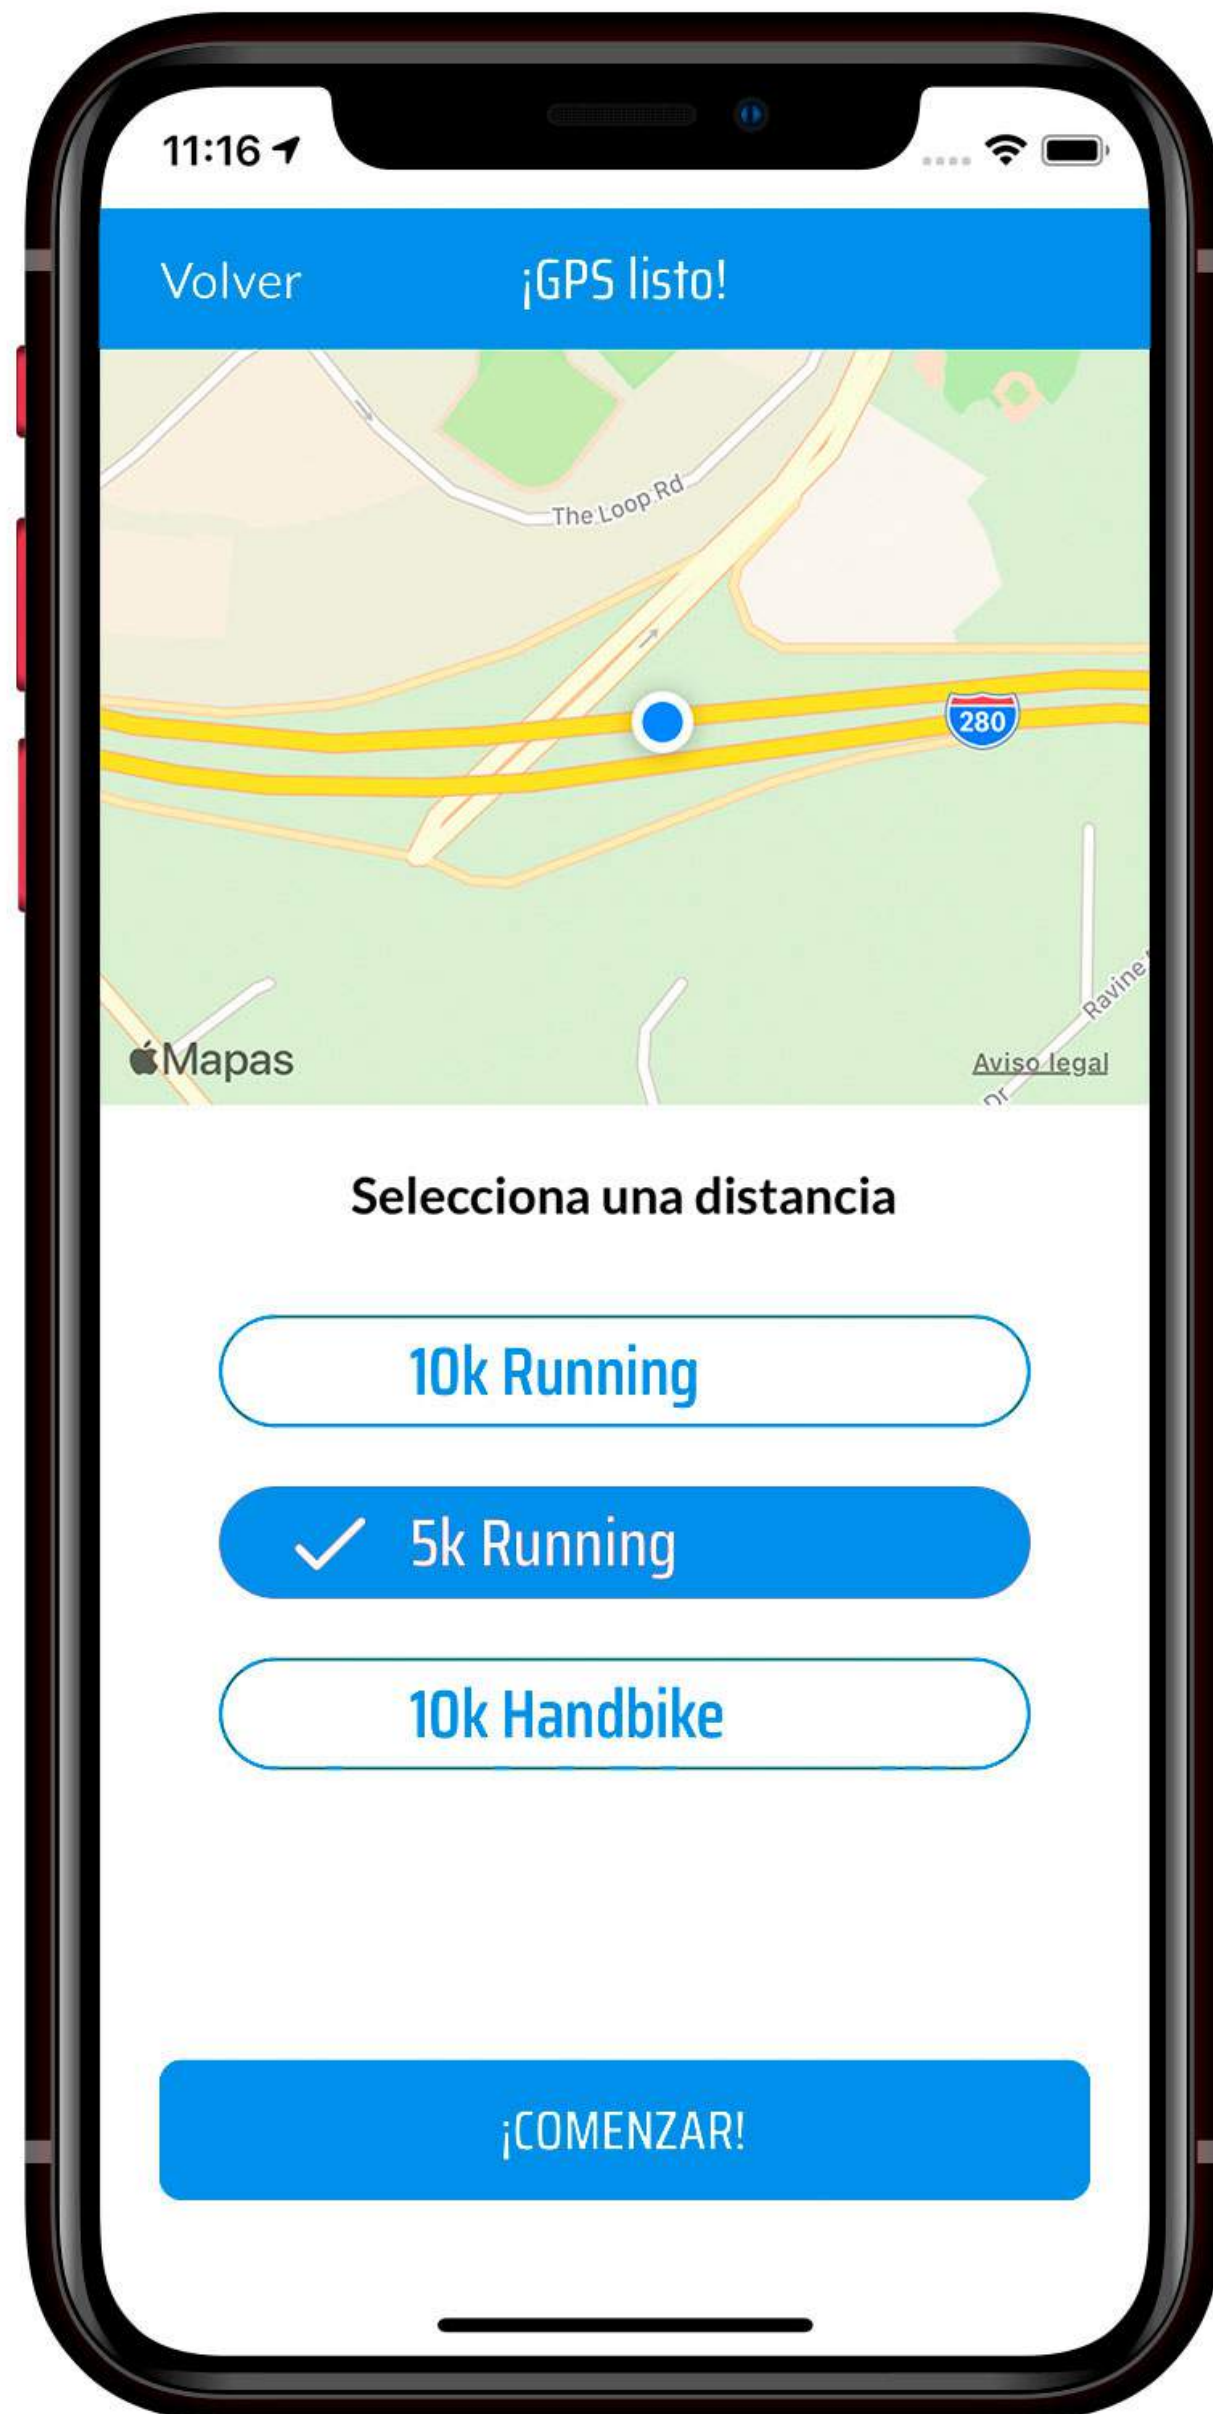 11:16
Volver
¡GPS listo!
The Loop Rd
280
Ravine
Dr
Mapas
Aviso legal
Selecciona una distancia
10k Running
5k Running
10k Handbike
¡COMENZAR!